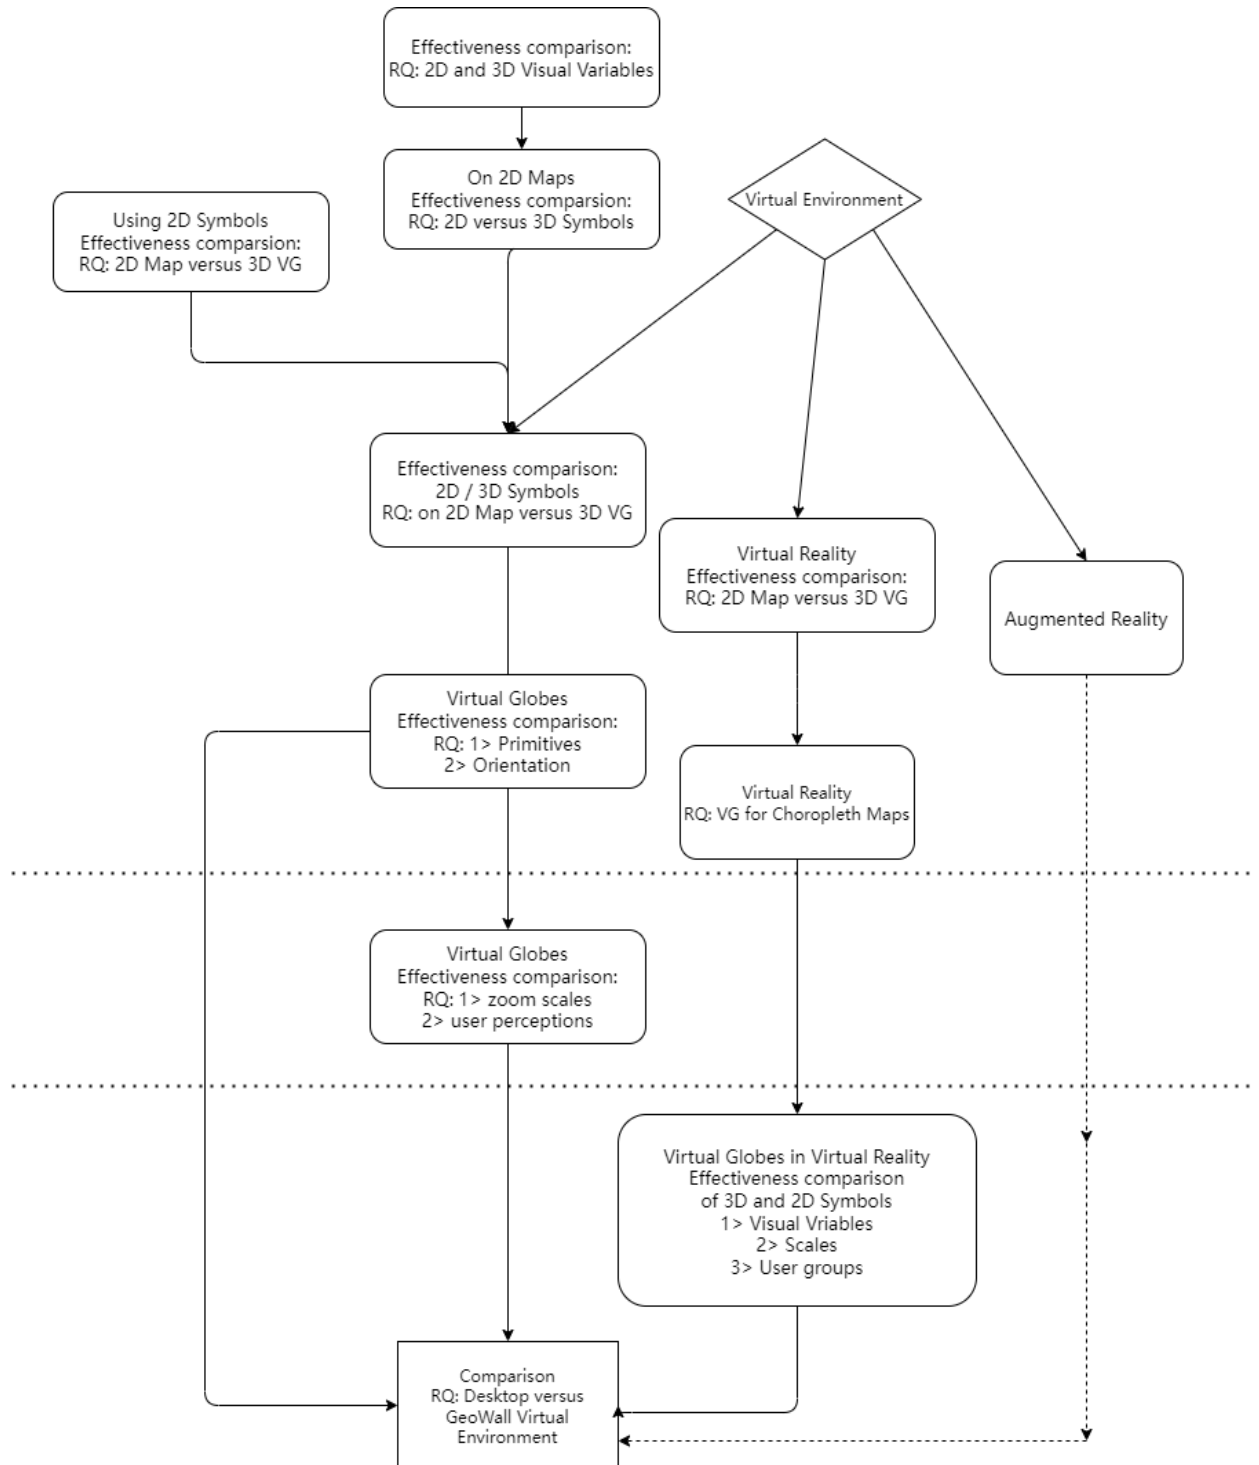 Effectiveness comparison:
RQ: 2D and 3D Visual Variables
On 2D Maps
Effectiveness comparsion:
RQ: 2D versus 3D Symbols
Virtual Environment
Using 2D Symbols
Effectiveness comparsion:
RQ: 2D Map versus 3D VG
Effectiveness comparison:
2D / 3D Symbols
RQ: on 2D Map versus 3D VG
Virtual Reality
Effectiveness comparison:
RQ: 2D Map versus 3D VG
Augmented Reality
Virtual Globes
Effectiveness comparison:
RQ: 1> Primitives
2> Orientation
Virtual Reality
RQ: VG for Choropleth Maps
Virtual Globes
Effectiveness comparison:
RQ: 1> zoom scales
2> user perceptions
Virtual Globes in Virtual Reality
Effectiveness comparison
of 3D and 2D Symbols
1> Visual Vriables
2> Scales
3> User groups
Comparison
RQ: Desktop versus
GeoWall Virtual
Environment